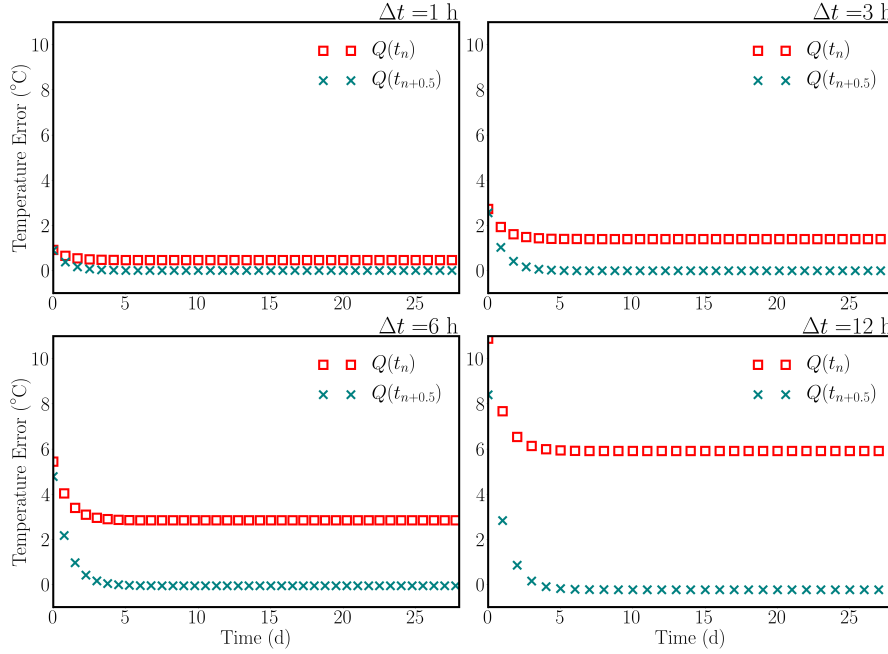 Δt =1 h
Temperature Error (°C)
10
8
6
4
2
0
Q(tₙ)
Q(tₙ₊₀.₅)
0 5 10 15 20 25
Δt =3 h
10
8
6
4
2
0
Q(tₙ)
Q(tₙ₊₀.₅)
0 5 10 15 20 25
Δt =6 h
Temperature Error (°C)
10
8
6
4
2
0
Q(tₙ)
Q(tₙ₊₀.₅)
0 5 10 15 20 25
Time (d)
Δt =12 h
10
8
6
4
2
0
Q(tₙ)
Q(tₙ₊₀.₅)
0 5 10 15 20 25
Time (d)